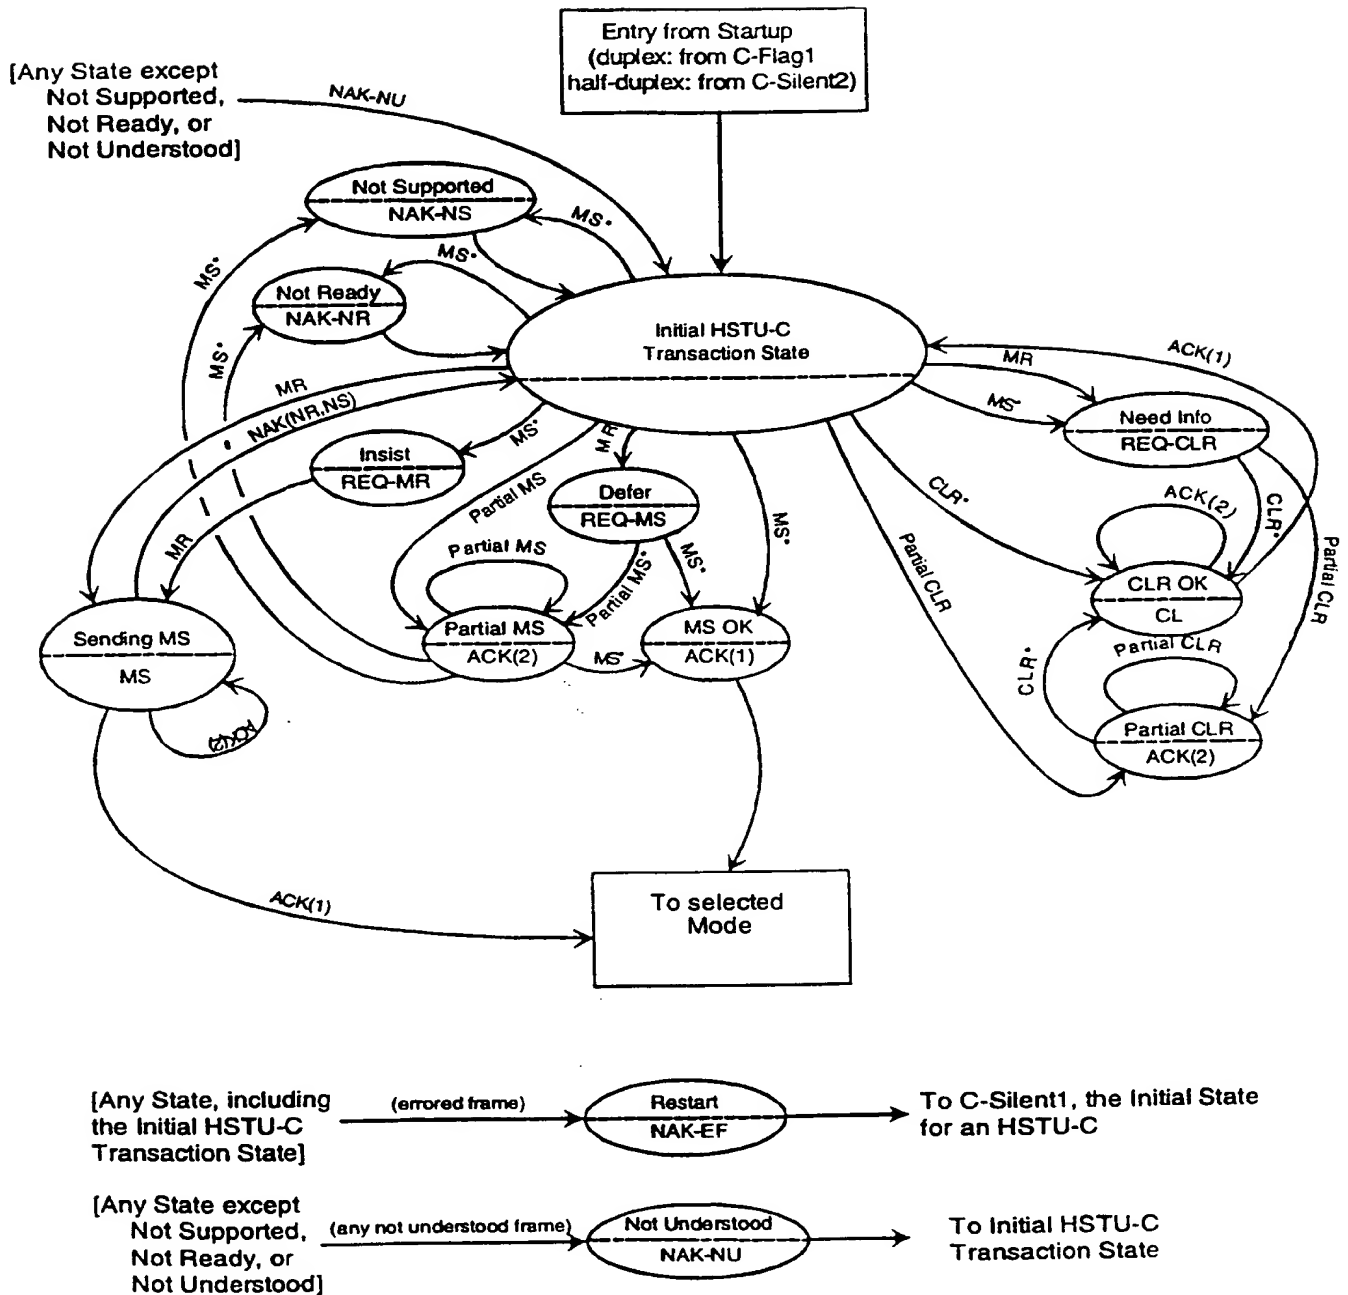 Entry from Startup
(duplex: from C-Flag1
half-duplex: from C-Silent2)
[Any State except
Not Supported,
Not Ready, or
Not Understood]
NAK-NU
Not Supported
NAK-NS
MS*
MS*
MS*
Not Ready
NAK-NR
MS*
Initial HSTU-C
Transaction State
ACK(1)
MR
MS*
Need Info
REQ-CLR
MR
NAK(NR,NS)
MS*
Insist
REQ-MR
MR
Partial MS
MR
Defer
REQ-MS
MS*
CLR*
Partial CLR
ACK(2)
CLR*
Partial CLR
Partial MS
Partial MS*
MS*
CLR OK
CL
Sending MS
MS
Partial MS
ACK(2)
MS*
MS OK
ACK(1)
Partial CLR
CLR*
Partial CLR
ACK(2)
ACK(2)
ACK(1)
To selected
Mode
[Any State, including
the Initial HSTU-C
Transaction State]
(errored frame)
Restart
NAK-EF
To C-Silent1, the Initial State
for an HSTU-C
[Any State except
Not Supported,
Not Ready, or
Not Understood]
(any not understood frame)
Not Understood
NAK-NU
To Initial HSTU-C
Transaction State